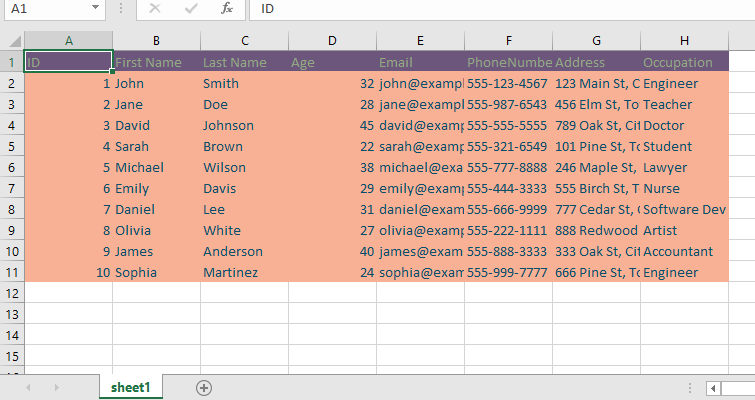 A1 fx ID
A B C D E F G H
1 ID First Name Last Name Age Email PhoneNumbe Address Occupation
2 1 John Smith 32 john@exampl 555-123-4567 123 Main St, C Engineer
3 2 Jane Doe 28 jane@exampl 555-987-6543 456 Elm St, To Teacher
4 3 David Johnson 45 david@examp 555-555-5555 789 Oak St, Cit Doctor
5 4 Sarah Brown 22 sarah@examp 555-321-6549 101 Pine St, To Student
6 5 Michael Wilson 38 michael@exa 555-777-8888 246 Maple St, Lawyer
7 6 Emily Davis 29 emily@examp 555-444-3333 555 Birch St, T Nurse
8 7 Daniel Lee 31 daniel@exam 555-666-9999 777 Cedar St, Software Dev
9 8 Olivia White 27 olivia@examp 555-222-1111 888 Redwood Artist
10 9 James Anderson 40 james@exam 555-888-3333 333 Oak St, Cit Accountant
11 10 Sophia Martinez 24 sophia@exam 555-999-7777 666 Pine St, To Engineer
12
13
14
15
sheet1